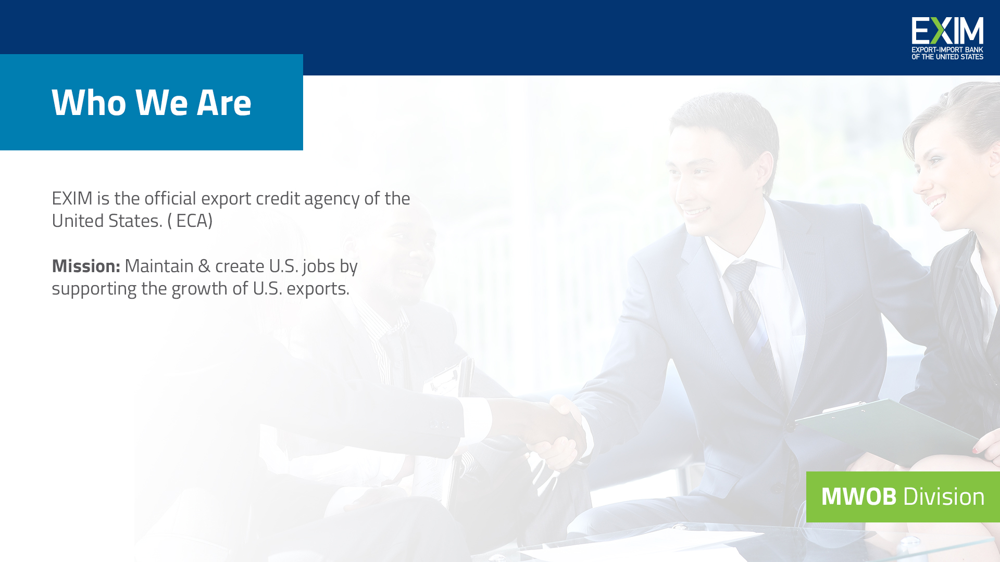 EXIM
EXPORT-IMPORT BANK
OF THE UNITED STATES
Who We Are
EXIM is the official export credit agency of the
United States. ( ECA)
Mission: Maintain & create U.S. jobs by
supporting the growth of U.S. exports.
MWOB Division